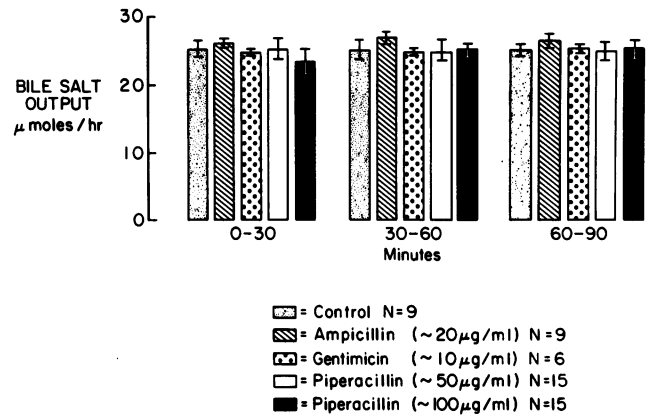 30
BILE SALT
OUTPUT
μ moles/hr
20
10
0
0-30 30-60 60-90
Minutes
= Control N=9
= Ampicillin (~20μg/ml) N=9
= Gentimicin (~10μg/ml) N=6
= Piperacillin (~50μg/ml) N=15
= Piperacillin (~100μg/ml) N=15